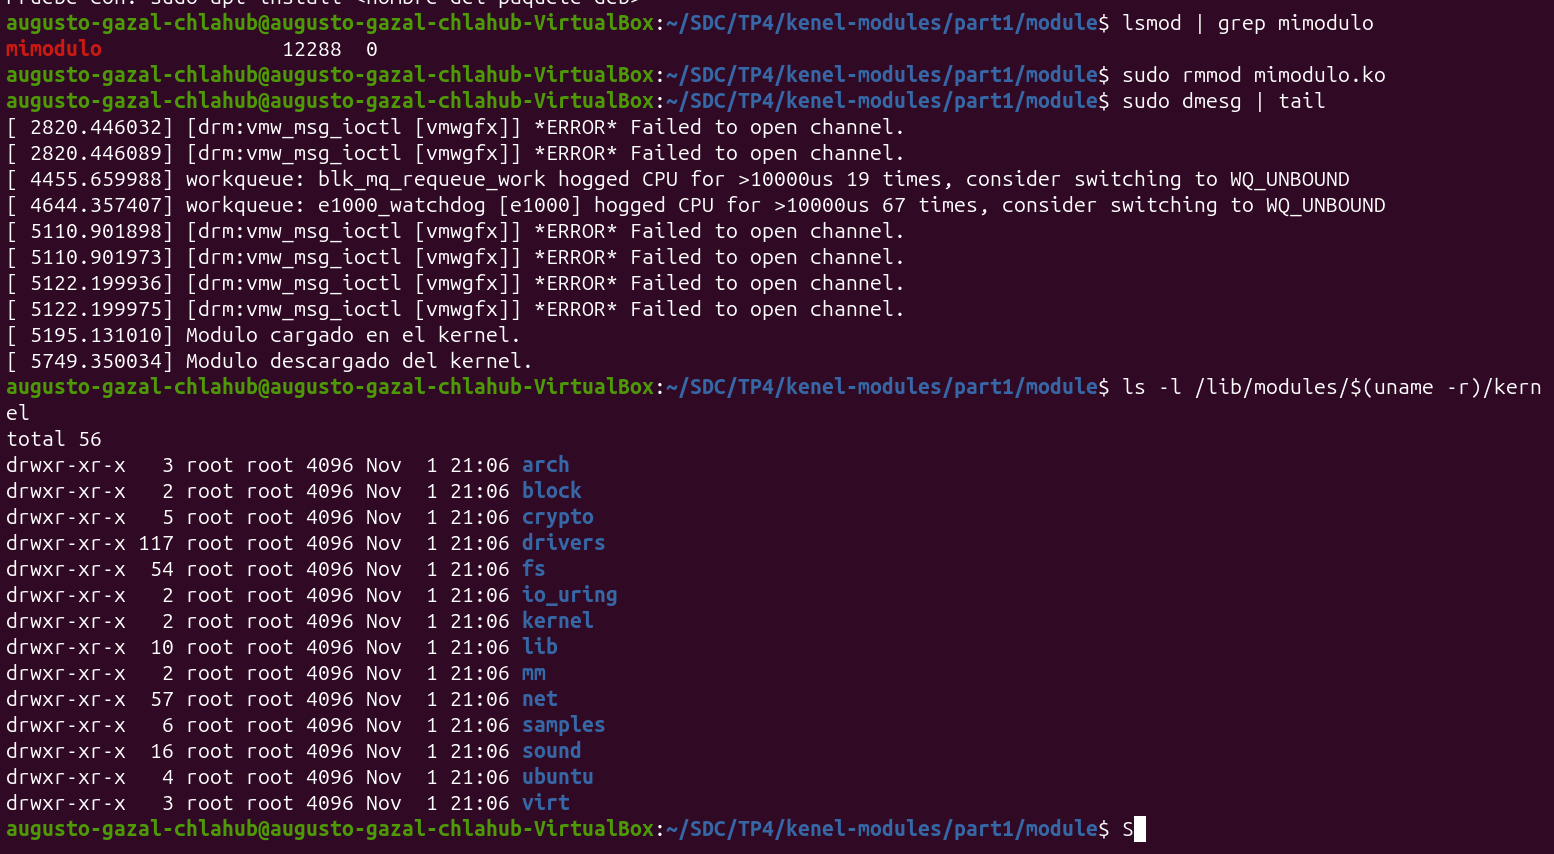 Pruebe con: sudo apt install <nombre del paquete deb>
augusto-gazal-chlahub@augusto-gazal-chlahub-VirtualBox:~/SDC/TP4/kenel-modules/part1/module$ lsmod | grep mimodulo
mimodulo               12288  0
augusto-gazal-chlahub@augusto-gazal-chlahub-VirtualBox:~/SDC/TP4/kenel-modules/part1/module$ sudo rmmod mimodulo.ko
augusto-gazal-chlahub@augusto-gazal-chlahub-VirtualBox:~/SDC/TP4/kenel-modules/part1/module$ sudo dmesg | tail
[ 2820.446032] [drm:vmw_msg_ioctl [vmwgfx]] *ERROR* Failed to open channel.
[ 2820.446089] [drm:vmw_msg_ioctl [vmwgfx]] *ERROR* Failed to open channel.
[ 4455.659988] workqueue: blk_mq_requeue_work hogged CPU for >10000us 19 times, consider switching to WQ_UNBOUND
[ 4644.357407] workqueue: e1000_watchdog [e1000] hogged CPU for >10000us 67 times, consider switching to WQ_UNBOUND
[ 5110.901898] [drm:vmw_msg_ioctl [vmwgfx]] *ERROR* Failed to open channel.
[ 5110.901973] [drm:vmw_msg_ioctl [vmwgfx]] *ERROR* Failed to open channel.
[ 5122.199936] [drm:vmw_msg_ioctl [vmwgfx]] *ERROR* Failed to open channel.
[ 5122.199975] [drm:vmw_msg_ioctl [vmwgfx]] *ERROR* Failed to open channel.
[ 5195.131010] Modulo cargado en el kernel.
[ 5749.350034] Modulo descargado del kernel.
augusto-gazal-chlahub@augusto-gazal-chlahub-VirtualBox:~/SDC/TP4/kenel-modules/part1/module$ ls -l /lib/modules/$(uname -r)/kern
el
total 56
drwxr-xr-x   3 root root 4096 Nov  1 21:06 arch
drwxr-xr-x   2 root root 4096 Nov  1 21:06 block
drwxr-xr-x   5 root root 4096 Nov  1 21:06 crypto
drwxr-xr-x 117 root root 4096 Nov  1 21:06 drivers
drwxr-xr-x  54 root root 4096 Nov  1 21:06 fs
drwxr-xr-x   2 root root 4096 Nov  1 21:06 io_uring
drwxr-xr-x   2 root root 4096 Nov  1 21:06 kernel
drwxr-xr-x  10 root root 4096 Nov  1 21:06 lib
drwxr-xr-x   2 root root 4096 Nov  1 21:06 mm
drwxr-xr-x  57 root root 4096 Nov  1 21:06 net
drwxr-xr-x   6 root root 4096 Nov  1 21:06 samples
drwxr-xr-x  16 root root 4096 Nov  1 21:06 sound
drwxr-xr-x   4 root root 4096 Nov  1 21:06 ubuntu
drwxr-xr-x   3 root root 4096 Nov  1 21:06 virt
augusto-gazal-chlahub@augusto-gazal-chlahub-VirtualBox:~/SDC/TP4/kenel-modules/part1/module$ S